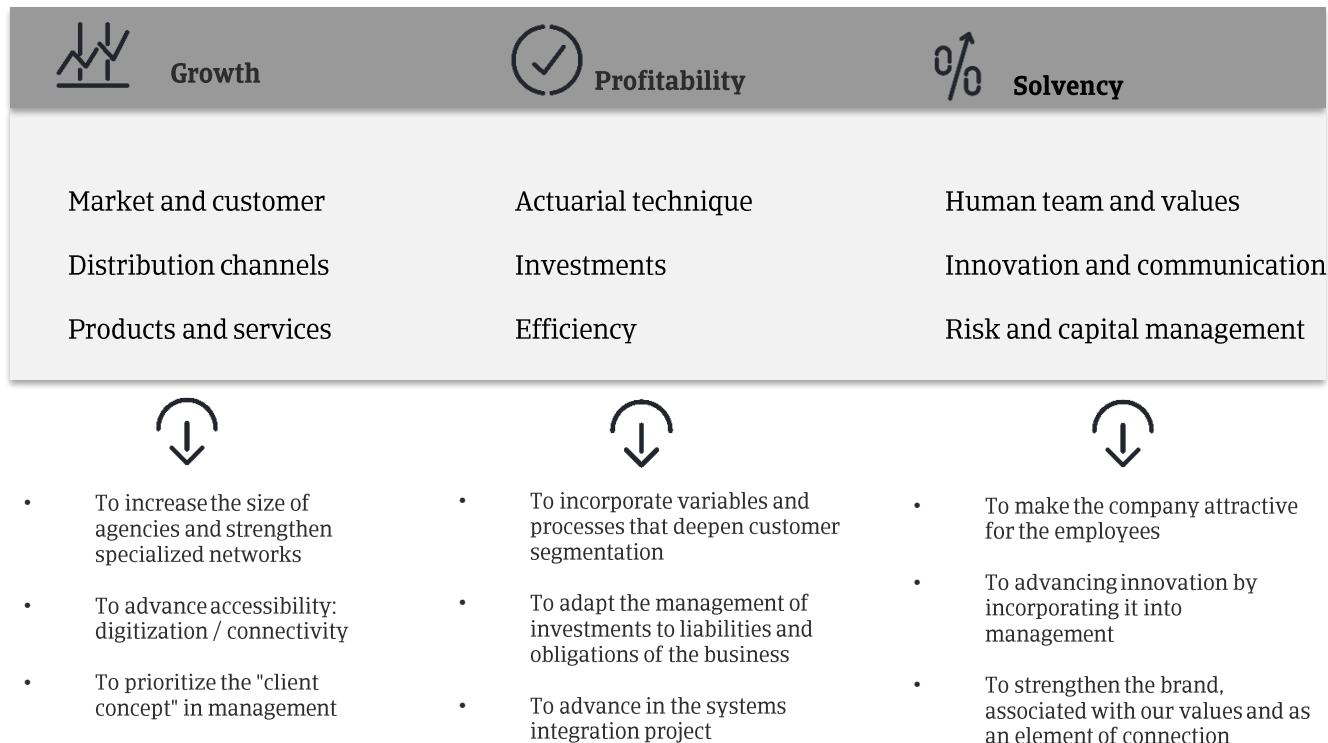 Growth
Profitability
Solvency
Market and customer
Distribution channels
Products and services
Actuarial technique
Investments
Efficiency
Human team and values
Innovation and communication
Risk and capital management
• To increase the size of
agencies and strengthen
specialized networks
• To advance accessibility:
digitization / connectivity
• To prioritize the "client
concept" in management
• To incorporate variables and
processes that deepen customer
segmentation
• To adapt the management of
investments to liabilities and
obligations of the business
• To advance in the systems
integration project
• To make the company attractive
for the employees
• To advancing innovation by
incorporating it into
management
• To strengthen the brand,
associated with our values and as
an element of connection